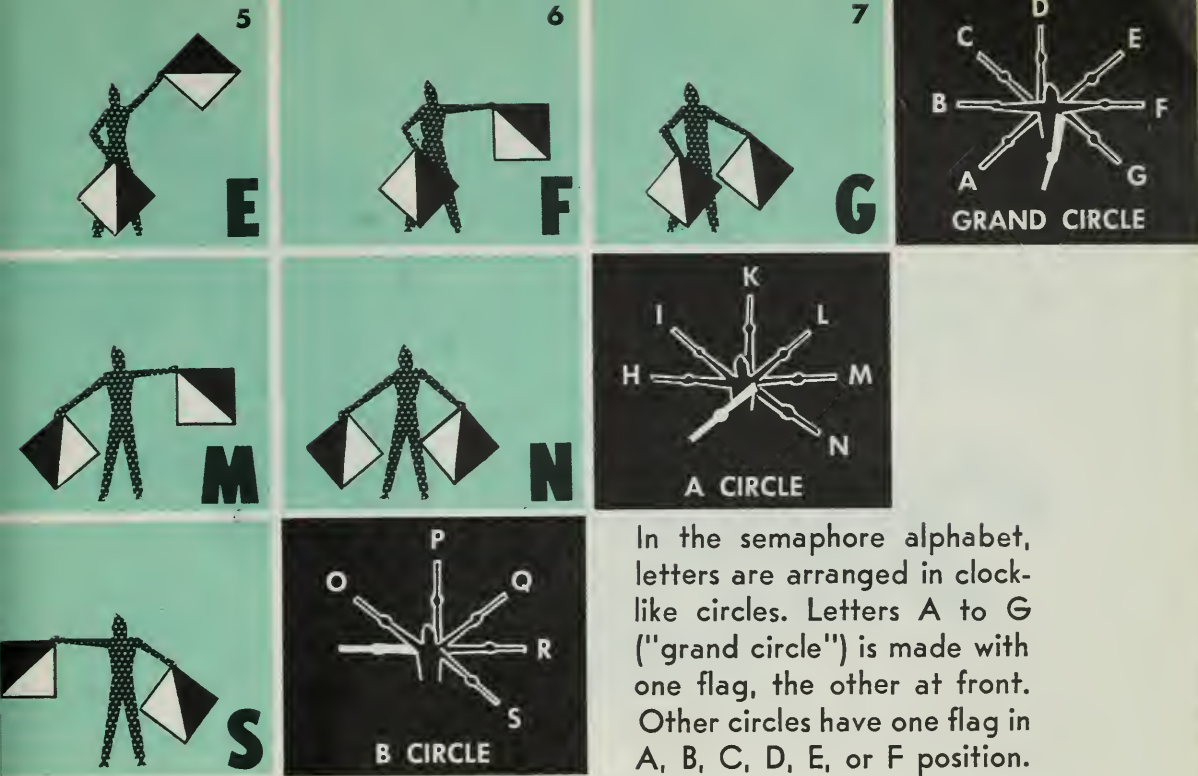 5
E
6
F
7
G
D
C E
B F
A G
GRAND CIRCLE
M
N
K
I L
H M
N
A CIRCLE
S
P
O Q
R
S
B CIRCLE
In the semaphore alphabet,
letters are arranged in clock-
like circles. Letters A to G
("grand circle") is made with
one flag, the other at front.
Other circles have one flag in
A, B, C, D, E, or F position.